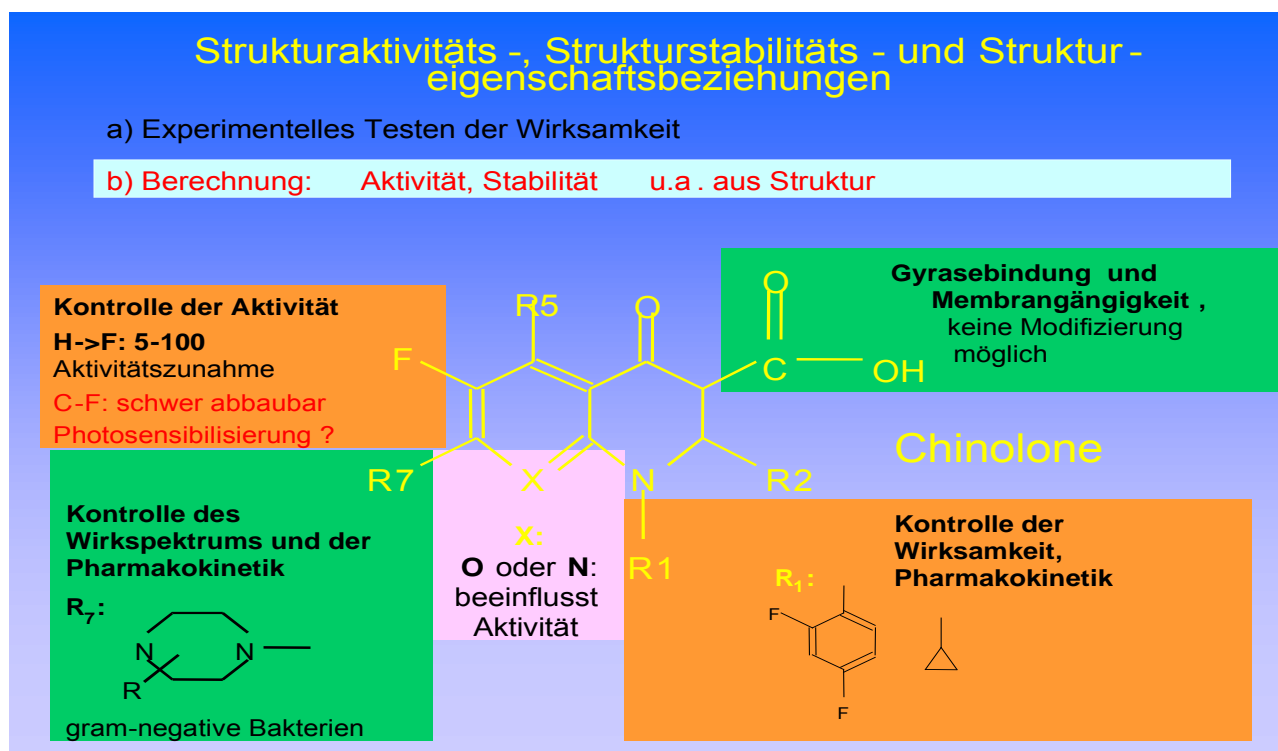 Strukturaktivitäts -, Strukturstabilitäts - und Struktur -
eigenschaftsbeziehungen
a) Experimentelles Testen der Wirksamkeit
b) Berechnung: Aktivität, Stabilität u.a . aus Struktur
Kontrolle der Aktivität
H->F: 5-100
Aktivitätszunahme
C-F: schwer abbaubar
Photosensibilisierung ?
R5
O
O
F
C
OH
R7
X
N
R2
R1
Gyrasebindung und
Membrangängigkeit ,
keine Modifizierung
möglich
Chinolone
Kontrolle des
Wirkspektrums und der
Pharmakokinetik
R7:
N
N
R
gram-negative Bakterien
X:
O oder N:
beeinflusst
Aktivität
Kontrolle der
Wirksamkeit,
Pharmakokinetik
R1:
F
F